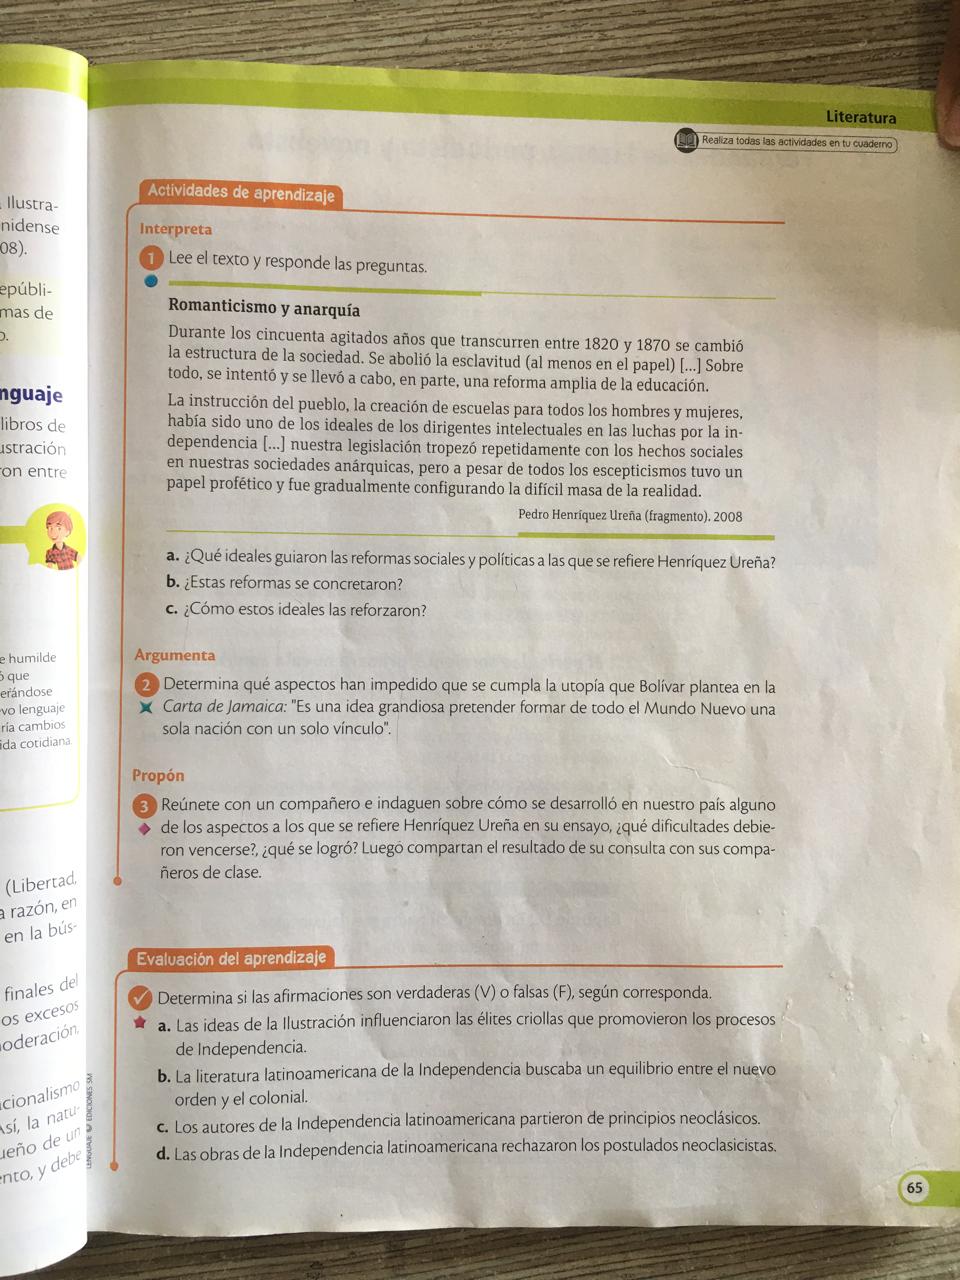 Literatura
Realiza todas las actividades en tu cuaderno
Ilustra-
nidense
08).
epúbli-
mas de
o.
nguaje
libros de
ustración
on entre
e humilde
ó que
erándose
vo lenguaje
ría cambios
ida cotidiana.
(Libertad,
a razón, en
en la bús-
finales del
os excesos
oderación,
cionalismo
Así, la natu-
ueño de un
ento, y debe
LENGUAJE © EDICIONES SM
Actividades de aprendizaje
Interpreta
1 Lee el texto y responde las preguntas.
Romanticismo y anarquía
Durante los cincuenta agitados años que transcurren entre 1820 y 1870 se cambió
la estructura de la sociedad. Se abolió la esclavitud (al menos en el papel) [...] Sobre
todo, se intentó y se llevó a cabo, en parte, una reforma amplia de la educación.
La instrucción del pueblo, la creación de escuelas para todos los hombres y mujeres,
había sido uno de los ideales de los dirigentes intelectuales en las luchas por la in-
dependencia [...] nuestra legislación tropezó repetidamente con los hechos sociales
en nuestras sociedades anárquicas, pero a pesar de todos los escepticismos tuvo un
papel profético y fue gradualmente configurando la difícil masa de la realidad.
Pedro Henríquez Ureña (fragmento). 2008
a. ¿Qué ideales guiaron las reformas sociales y políticas a las que se refiere Henríquez Ureña?
b. ¿Estas reformas se concretaron?
c. ¿Cómo estos ideales las reforzaron?
Argumenta
2 Determina qué aspectos han impedido que se cumpla la utopía que Bolívar plantea en la
Carta de Jamaica: "Es una idea grandiosa pretender formar de todo el Mundo Nuevo una
sola nación con un solo vínculo".
Propón
3 Reúnete con un compañero e indaguen sobre cómo se desarrolló en nuestro país alguno
de los aspectos a los que se refiere Henríquez Ureña en su ensayo, ¿qué dificultades debie-
ron vencerse?, ¿qué se logró? Luego compartan el resultado de su consulta con sus compa-
ñeros de clase.
Evaluación del aprendizaje
Determina si las afirmaciones son verdaderas (V) o falsas (F), según corresponda.
a. Las ideas de la Ilustración influenciaron las élites criollas que promovieron los procesos
de Independencia.
b. La literatura latinoamericana de la Independencia buscaba un equilibrio entre el nuevo
orden y el colonial.
c. Los autores de la Independencia latinoamericana partieron de principios neoclásicos.
d. Las obras de la Independencia latinoamericana rechazaron los postulados neoclasicistas.
65